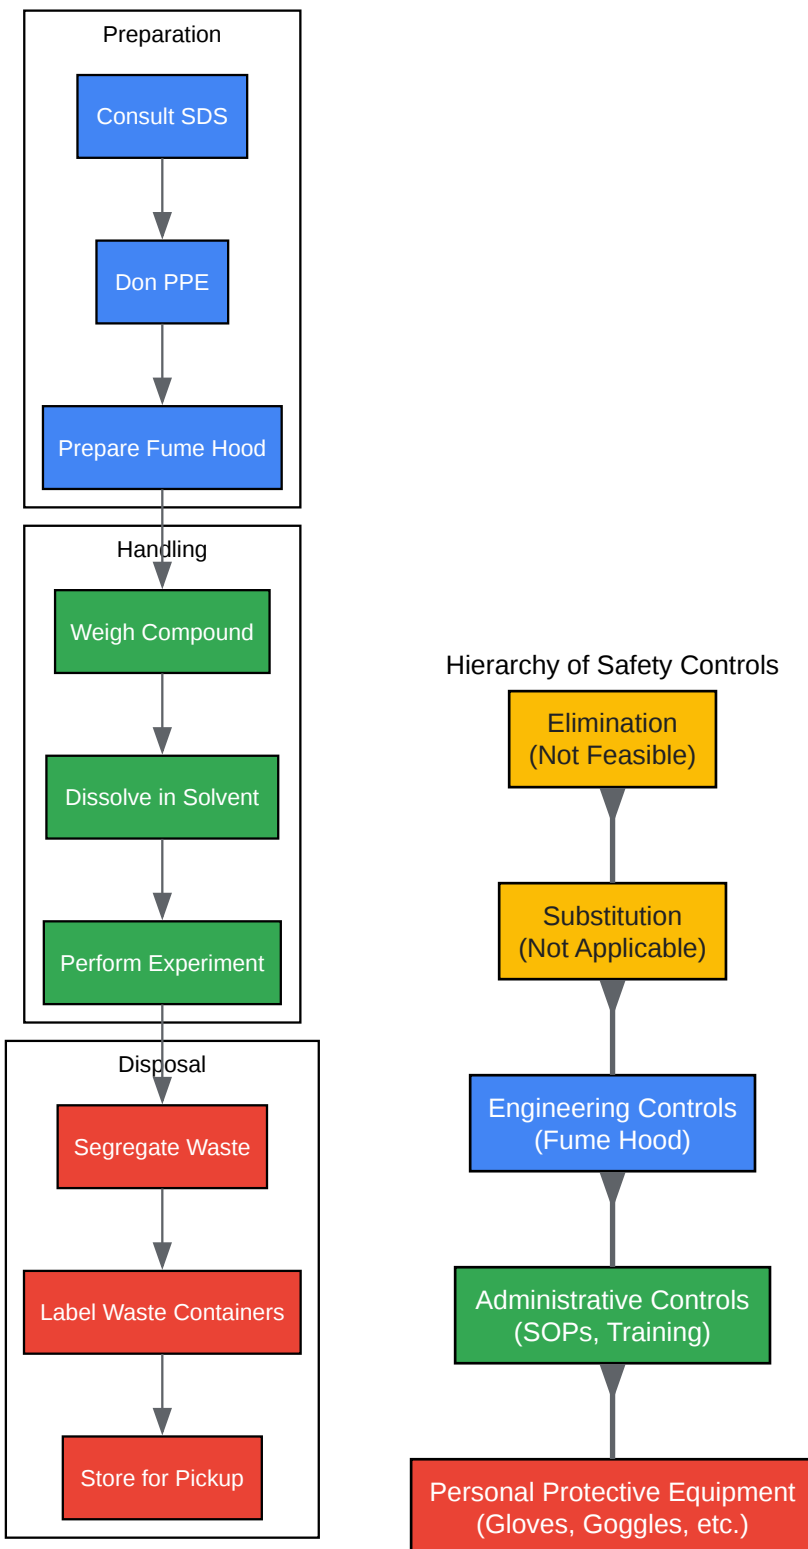 Preparation
Consult SDS
Don PPE
Prepare Fume Hood
Handling
Weigh Compound
Dissolve in Solvent
Perform Experiment
Disposal
Segregate Waste
Label Waste Containers
Store for Pickup
Hierarchy of Safety Controls
Elimination
(Not Feasible)
Substitution
(Not Applicable)
Engineering Controls
(Fume Hood)
Administrative Controls
(SOPs, Training)
Personal Protective Equipment
(Gloves, Goggles, etc.)